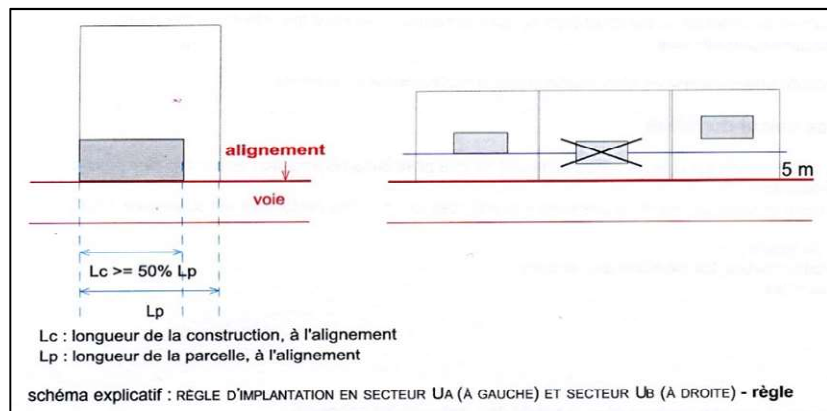 alignement
voie
5 m
Lc >= 50% Lp
Lp
Lc : longueur de la construction, à l'alignement
Lp : longueur de la parcelle, à l'alignement
schéma explicatif : RÈGLE D'IMPLANTATION EN SECTEUR UA (À GAUCHE) ET SECTEUR UB (À DROITE) - règle